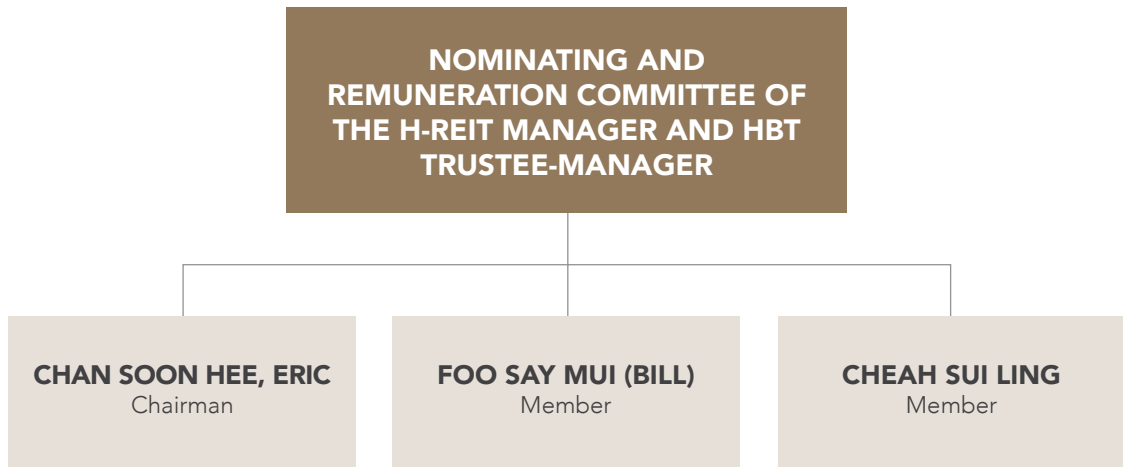 NOMINATING AND
REMUNERATION COMMITTEE OF
THE H-REIT MANAGER AND HBT
TRUSTEE-MANAGER
CHAN SOON HEE, ERIC
Chairman
FOO SAY MUI (BILL)
Member
CHEAH SUI LING
Member